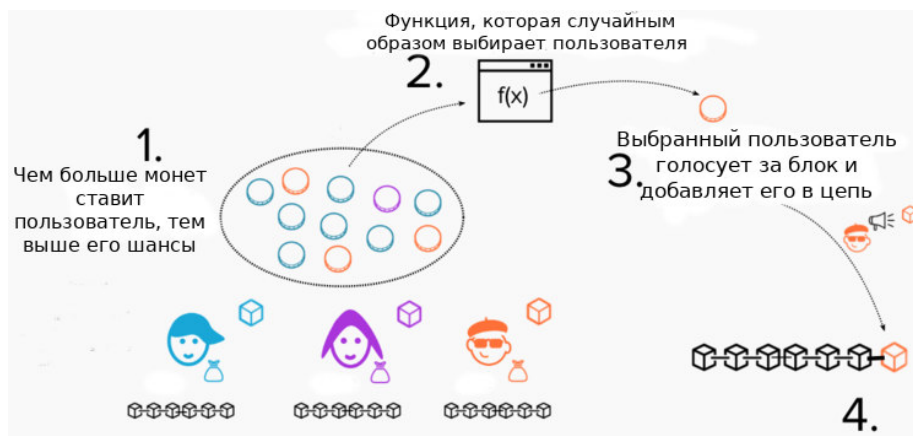 1.
Чем больше монет
ставит
пользователь, тем
выше его шансы
2.
Функция, которая случайным
образом выбирает пользователя
f(x)
3.
Выбранный пользователь
голосует за блок и
добавляет его в цепь
4.